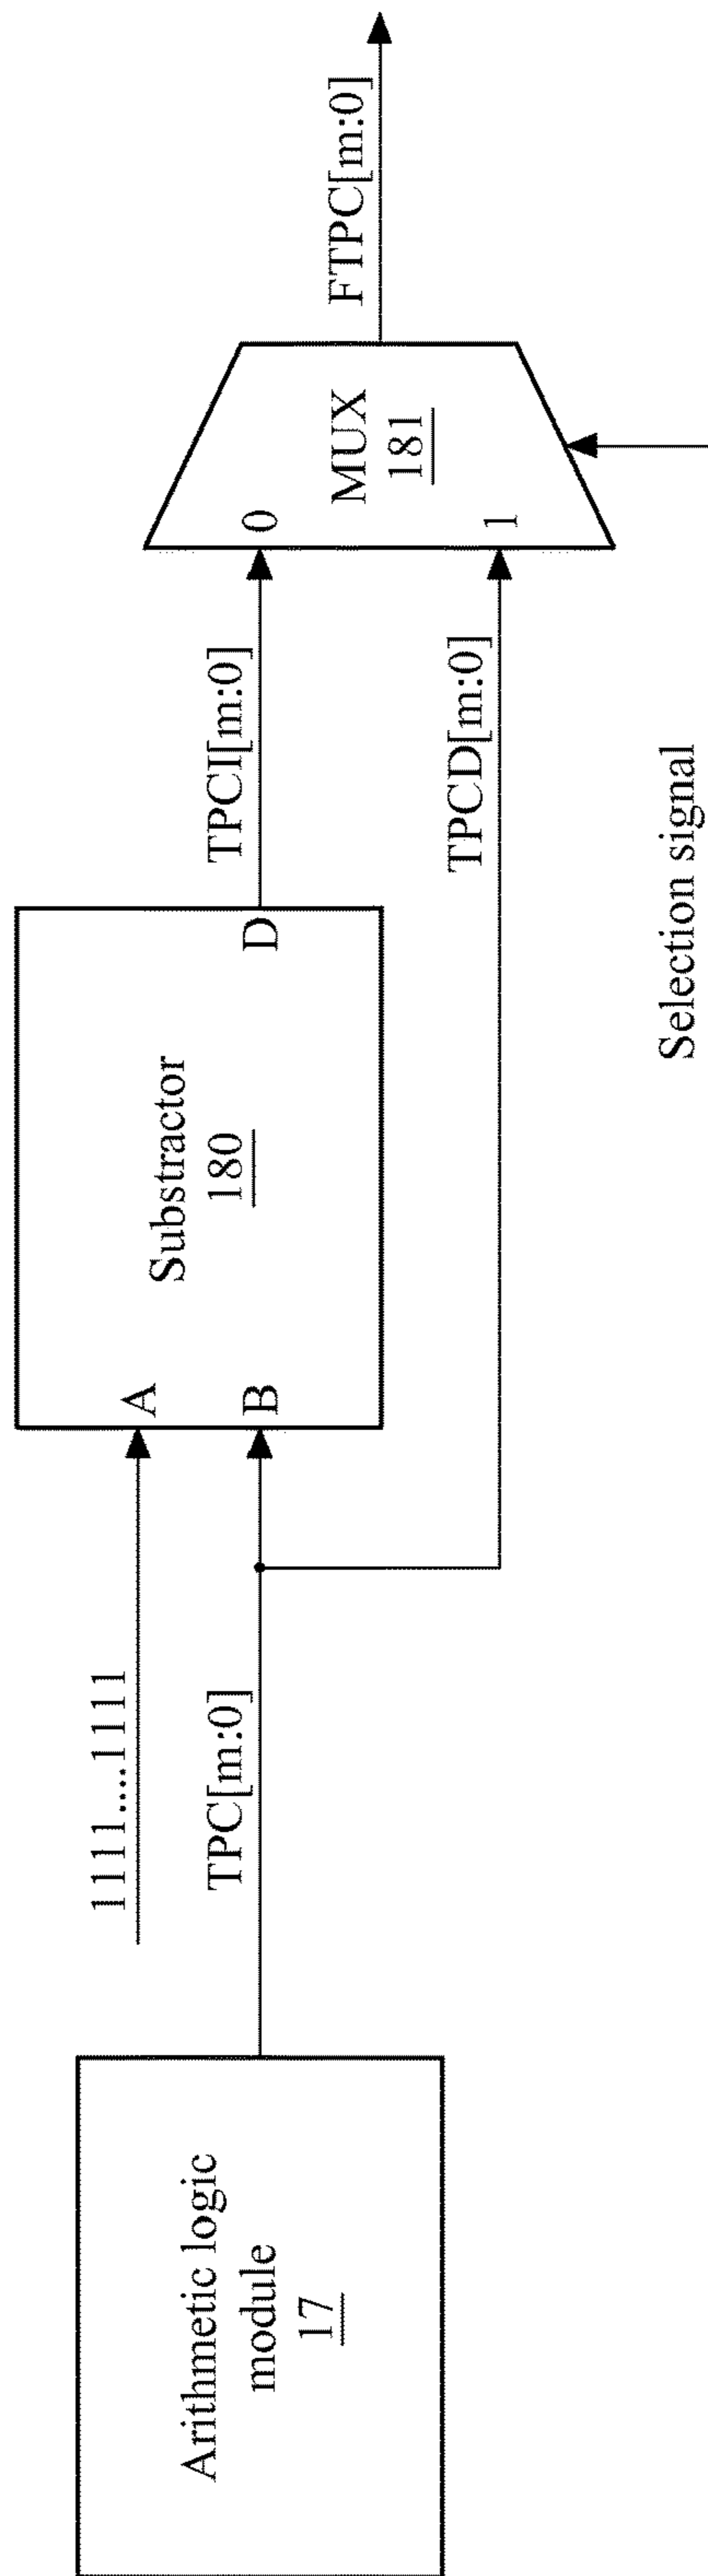 Arithmetic logic
module
17
1111....1111
TPC[m:0]
A
B
Substractor
180
D
TPCI[m:0]
TPCD[m:0]
0
1
MUX
181
FTPC[m:0]
Selection signal